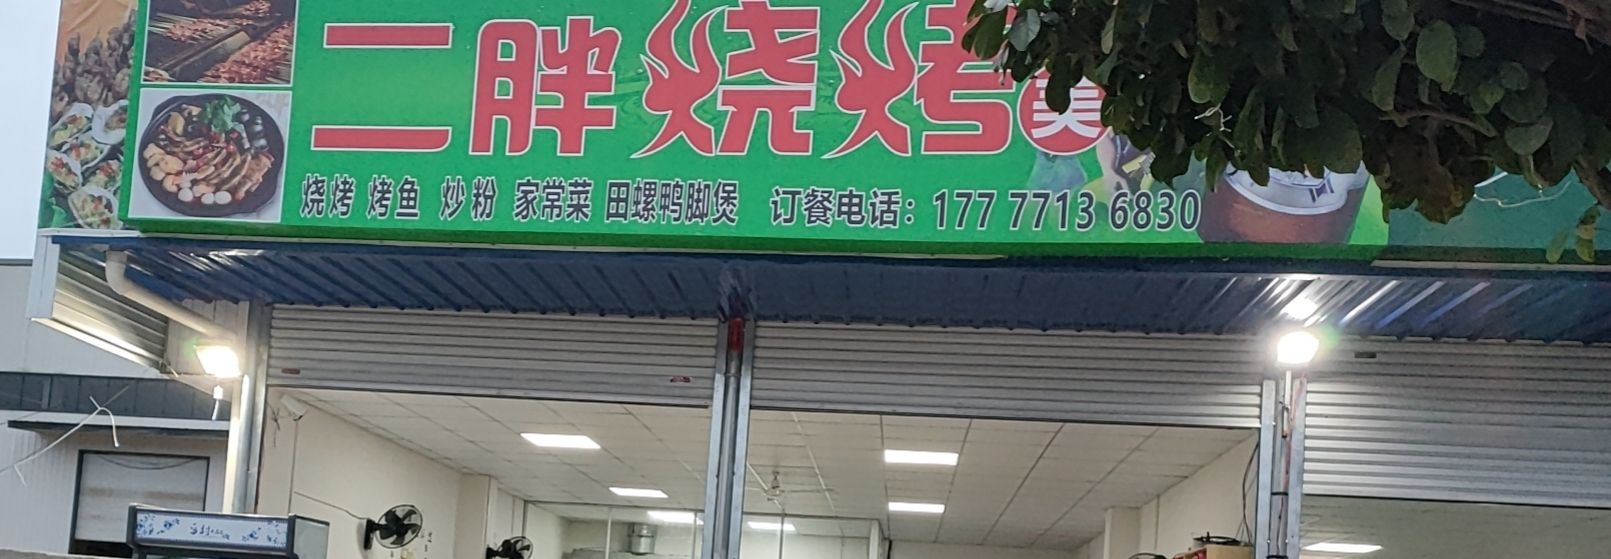 二胖烧烤
烧烤 烤鱼 炒粉 家常菜 田螺鸭脚煲 订餐电话：177 7713 6830